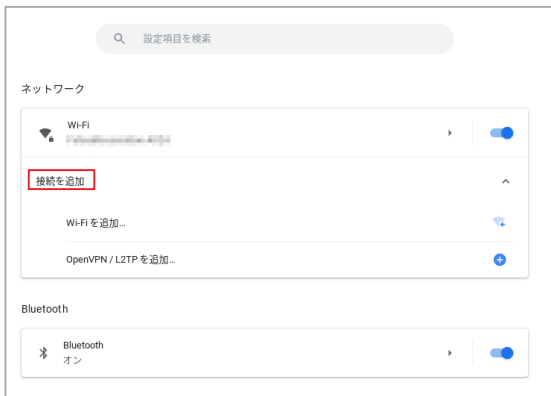 設定項目を検索
ネットワーク
Wi-Fi
接続を追加
Wi-Fi を追加...
OpenVPN / L2TP を追加...
Bluetooth
Bluetooth
オン